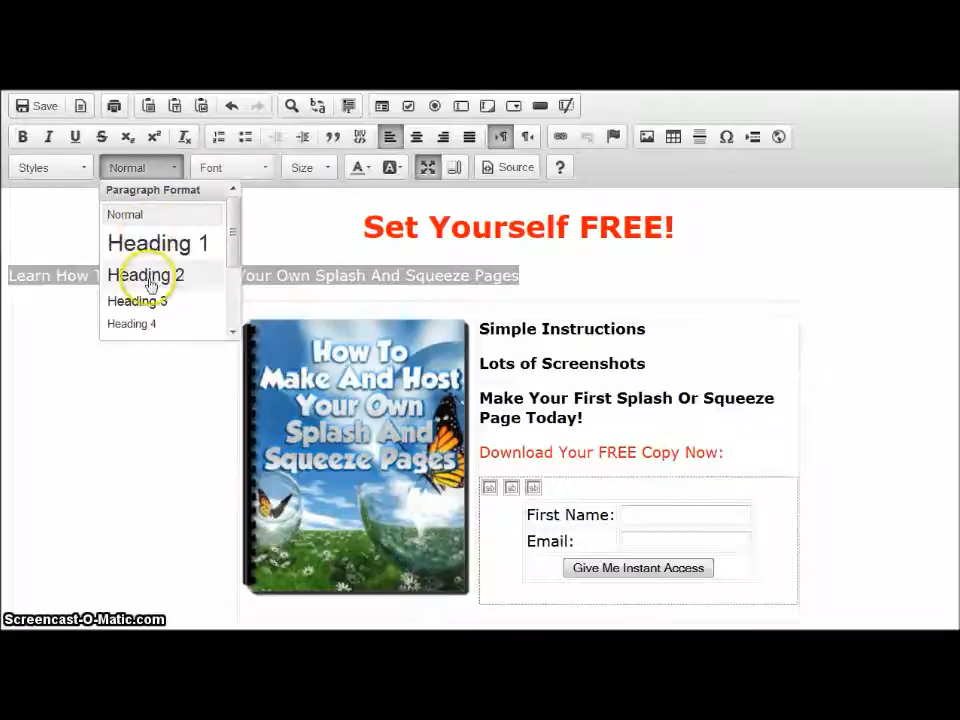 Save
B I U S x₂ x² Ix
Styles Normal Font Size A A Source ?
Paragraph Format
Normal
Heading 1
Heading 2
Heading 3
Heading 4
Set Yourself FREE!
Learn How T Your Own Splash And Squeeze Pages
How To
Make And Host
Your Own
Splash And
Squeeze Pages
Simple Instructions
Lots of Screenshots
Make Your First Splash Or Squeeze
Page Today!
Download Your FREE Copy Now:
First Name:
Email:
Give Me Instant Access
Screencast-O-Matic.com